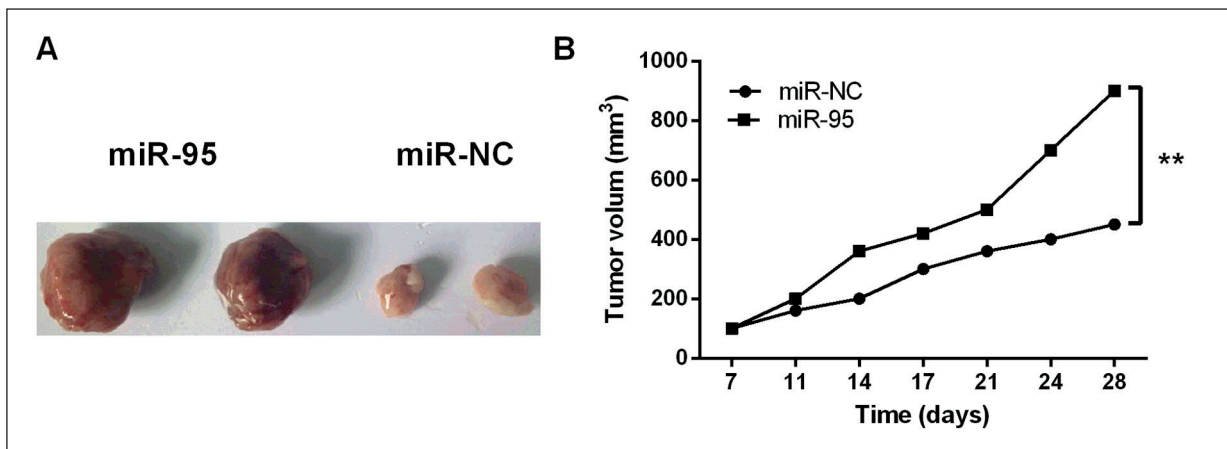 A
miR-95 miR-NC
B
Tumor volum (mm³)
1000
800
600
400
200
0
miR-NC
miR-95
**
7 11 14 17 21 24 28
Time (days)